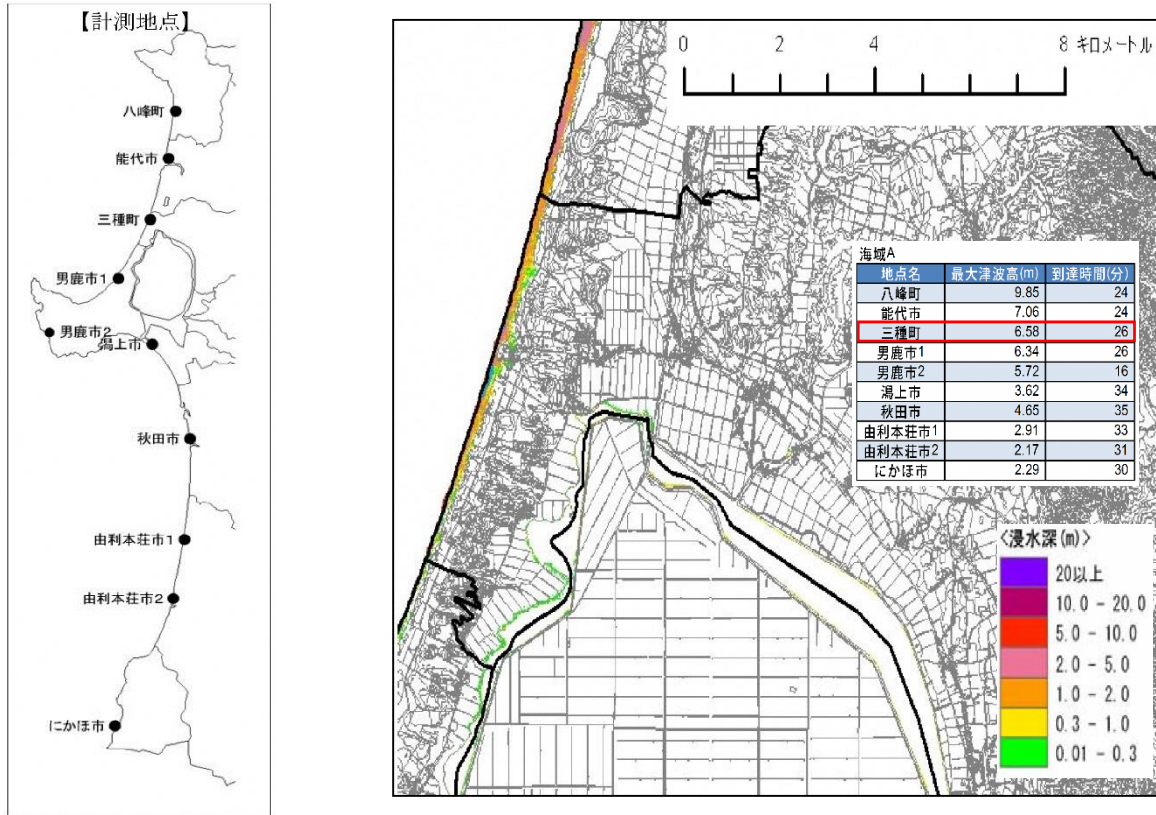 【計測地点】
八峰町
能代市
三種町
男鹿市1
男鹿市2
潟上市
秋田市
由利本荘市1
由利本荘市2
にかほ市
0 2 4 6 8 キロメートル
海域A
地点名 最大津波高(m) 到達時間(分)
八峰町 9.85 24
能代市 7.06 24
三種町 6.58 26
男鹿市1 6.34 26
男鹿市2 5.72 16
潟上市 3.62 34
秋田市 4.65 35
由利本荘市1 2.91 33
由利本荘市2 2.17 31
にかほ市 2.29 30
<浸水深(m)>
20以上
10.0 - 20.0
5.0 - 10.0
2.0 - 5.0
1.0 - 2.0
0.3 - 1.0
0.01 - 0.3